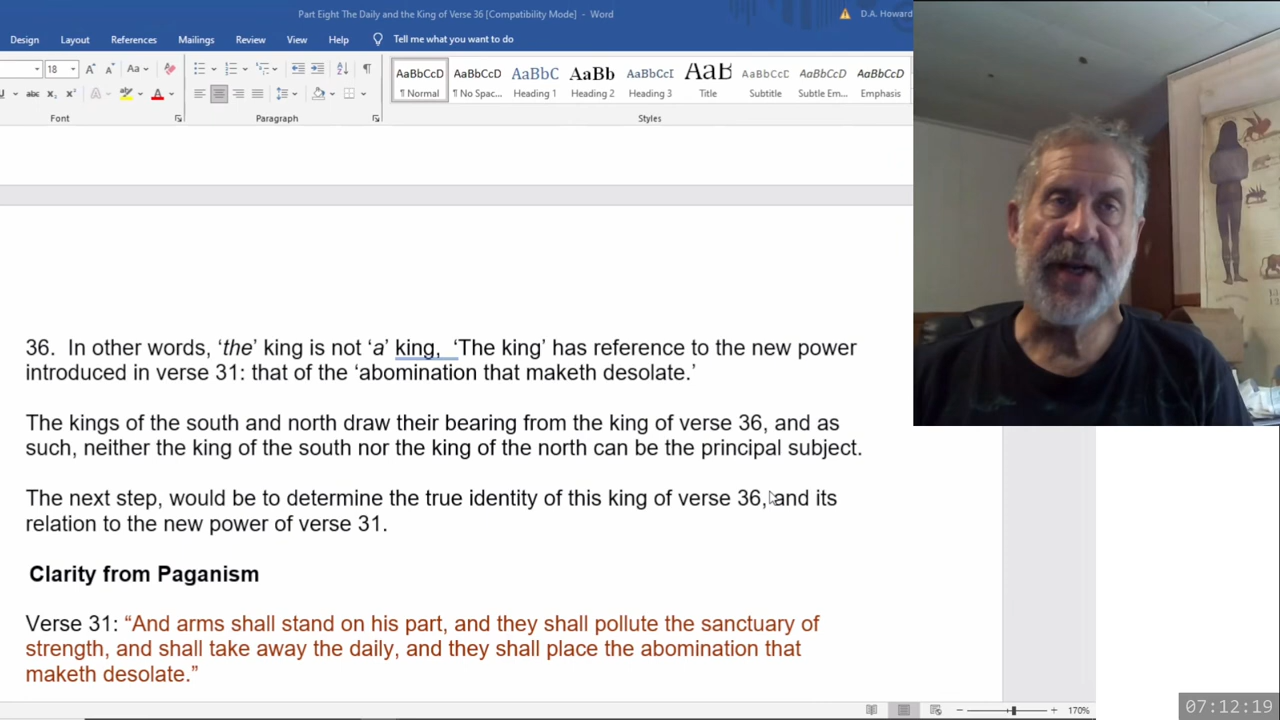 Part Eight The Daily and the King of Verse 36 [Compatibility Mode] - Word
D.A. Howard
Design Layout References Mailings Review View Help Tell me what you want to do
18 Aa
AaBbCcD AaBbCcD AaBbC AaBb AaBbCcI AaB AaBbCcD AaBbCcD AaBbCcD
¶ Normal ¶ No Spac... Heading 1 Heading 2 Heading 3 Title Subtitle Subtle Em... Emphasis
Font Paragraph Styles
36. In other words, ‘the’ king is not ‘a’ king, ‘The king’ has reference to the new power
introduced in verse 31: that of the ‘abomination that maketh desolate.’
The kings of the south and north draw their bearing from the king of verse 36, and as
such, neither the king of the south nor the king of the north can be the principal subject.
The next step, would be to determine the true identity of this king of verse 36, and its
relation to the new power of verse 31.
Clarity from Paganism
Verse 31: “And arms shall stand on his part, and they shall pollute the sanctuary of
strength, and shall take away the daily, and they shall place the abomination that
maketh desolate.”
170%
07:12:19